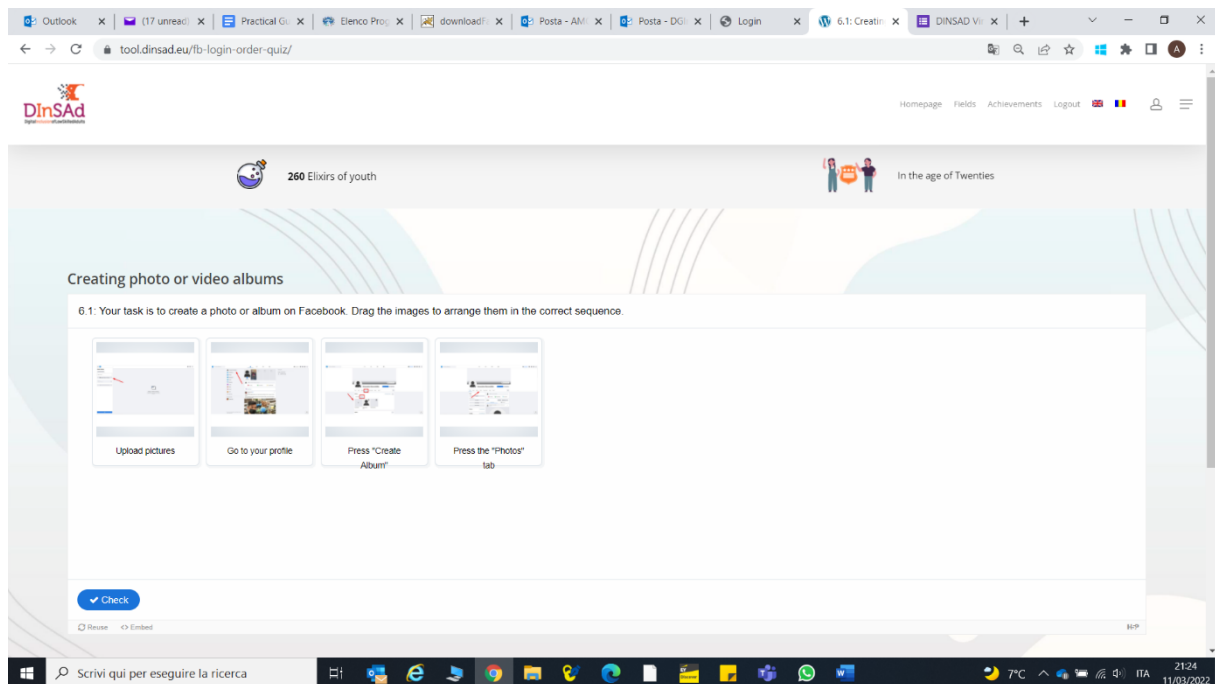 Outlook
(17 unread)
Practical Gu
Elenco Prog
downloadF
Posta - AM
Posta - DGI
Login
6.1: Creatin
DINSAD Vi
tool.dinsad.eu/fb-login-order-quiz/
A
DInSAd
Homepage Fields Achievements Logout
260 Elixirs of youth
In the age of Twenties
Creating photo or video albums
6.1: Your task is to create a photo or album on Facebook. Drag the images to arrange them in the correct sequence.
Upload pictures
Go to your profile
Press "Create
Album"
Press the "Photos"
tab
Check
Reuse <> Embed
H5P
Scrivi qui per eseguire la ricerca
7°C
ITA
21:24
11/03/2022